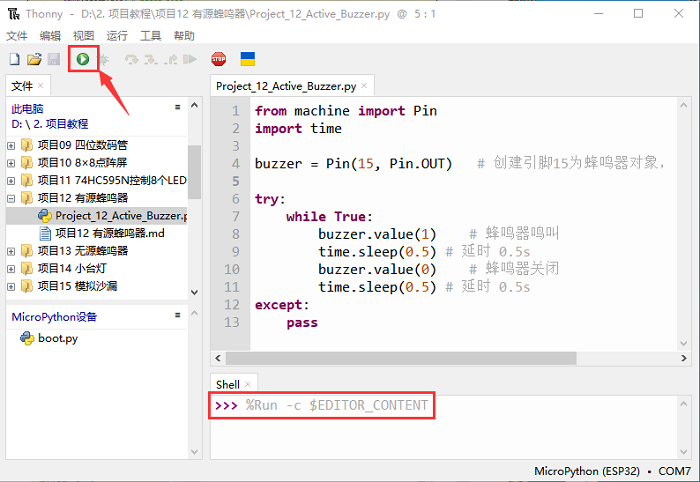 Thonny - D:\2. 项目教程\项目12 有源蜂鸣器\Project_12_Active_Buzzer.py @ 5 : 1
文件 编辑 视图 运行 工具 帮助
STOP
文件 ×
此电脑
D: \ 2. 项目教程
项目09 四位数码管
项目10 8×8点阵屏
项目11 74HC595N控制8个LED
项目12 有源蜂鸣器
Project_12_Active_Buzzer.p
项目12 有源蜂鸣器.md
项目13 无源蜂鸣器
项目14 小台灯
项目15 模拟沙漏
MicroPython设备
boot.py
Project_12_Active_Buzzer.py ×
1 from machine import Pin
2 import time
3
4 buzzer = Pin(15, Pin.OUT) # 创建引脚15为蜂鸣器对象，
5
6 try:
7 while True:
8 buzzer.value(1) # 蜂鸣器鸣叫
9 time.sleep(0.5) # 延时 0.5s
10 buzzer.value(0) # 蜂鸣器关闭
11 time.sleep(0.5) # 延时 0.5s
12 except:
13 pass
Shell ×
>>> %Run -c $EDITOR_CONTENT
MicroPython (ESP32) • COM7